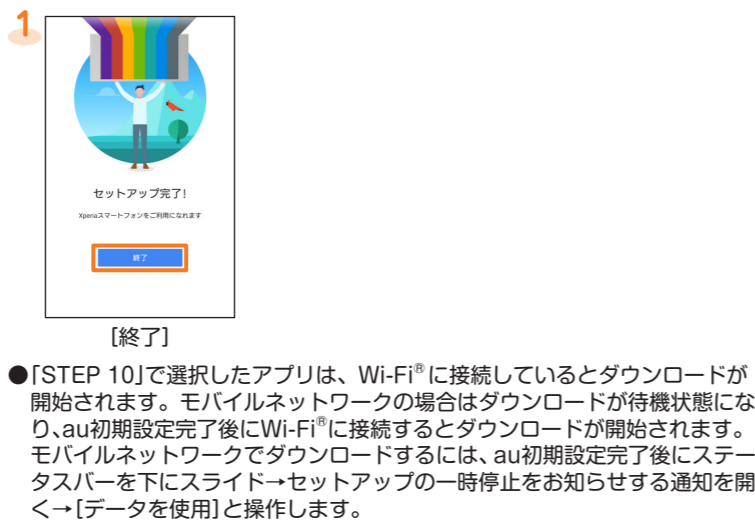 1
セットアップ完了!
Xperiaスマートフォンをご利用になれます
終了
[終了]
●「STEP 10」で選択したアプリは、Wi-Fi®に接続しているとダウンロードが
開始されます。モバイルネットワークの場合はダウンロードが待機状態にな
り、au初期設定完了後にWi-Fi®に接続するとダウンロードが開始されます。
モバイルネットワークでダウンロードするには、au初期設定完了後にステー
タスバーを下にスライド→セットアップの一時停止をお知らせする通知を開
く→[データを使用]と操作します。